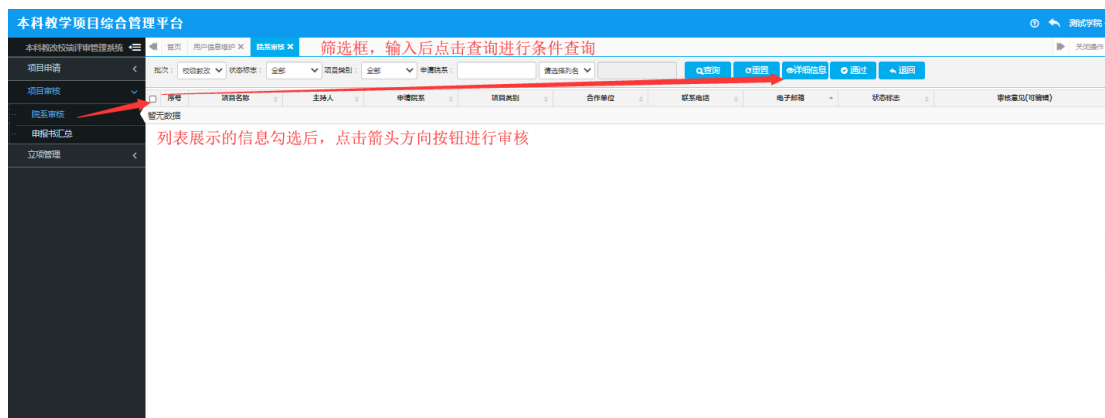 本科教学项目综合管理平台
测试学院
本科教改校级评审管理系统
首页 用户信息维护 院系审核
筛选框，输入后点击查询进行条件查询
关闭操作
项目申请
批次： 校级教改 状态标志： 全部 项目类别： 全部 申请院系： 请选择列名 查询 重置 详细信息 通过 退回
项目审核
序号 项目名称 主持人 申请院系 项目类别 合作单位 联系电话 电子邮箱 状态标志 审核意见(可编辑)
院系审核
暂无数据
申报书汇总
列表展示的信息勾选后，点击箭头方向按钮进行审核
立项管理